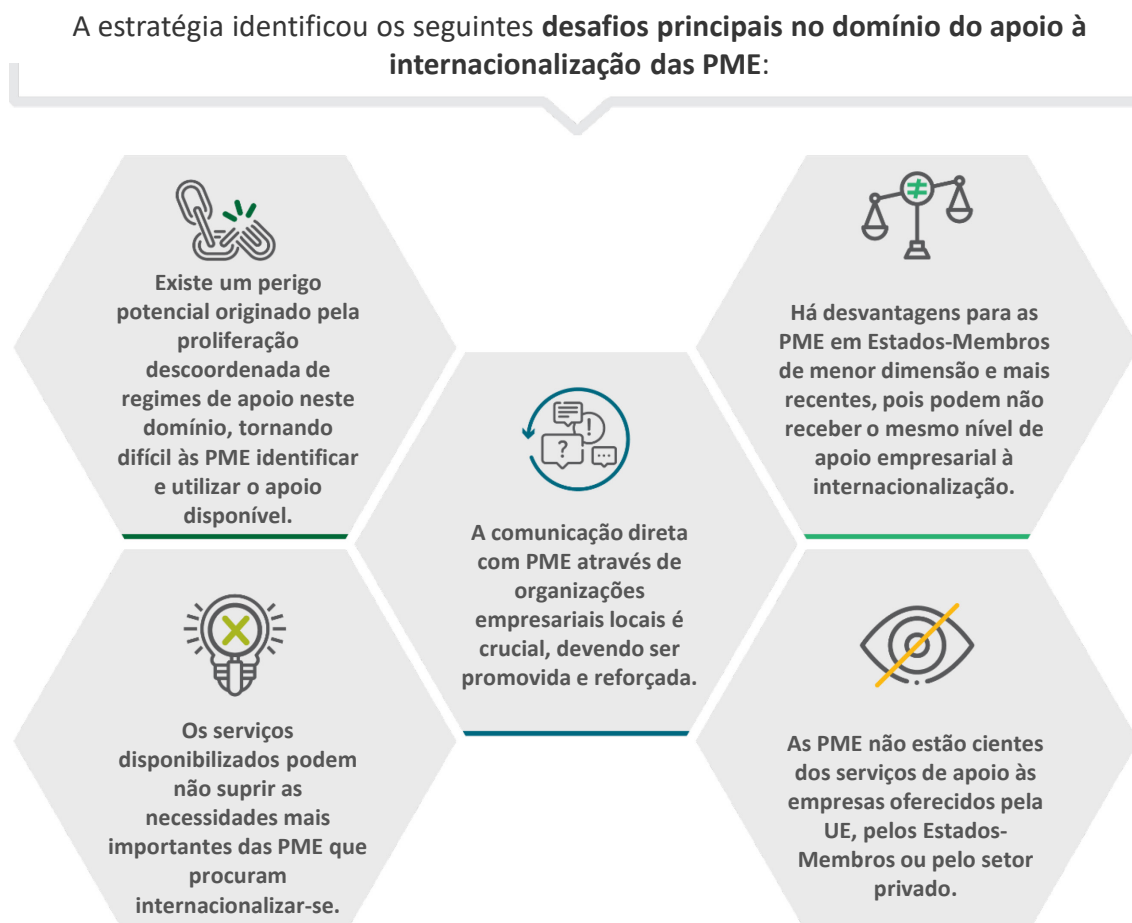 A estratégia identificou os seguintes desafios principais no domínio do apoio à
internacionalização das PME:
Existe um perigo
potencial originado pela
proliferação
descoordenada de
regimes de apoio neste
domínio, tornando
difícil às PME identificar
e utilizar o apoio
disponível.
Há desvantagens para as
PME em Estados-Membros
de menor dimensão e mais
recentes, pois podem não
receber o mesmo nível de
apoio empresarial à
internacionalização.
A comunicação direta
com PME através de
organizações
empresariais locais é
crucial, devendo ser
promovida e reforçada.
Os serviços
disponibilizados podem
não suprir as
necessidades mais
importantes das PME que
procuram
internacionalizar-se.
As PME não estão cientes
dos serviços de apoio às
empresas oferecidos pela
UE, pelos Estados-
Membros ou pelo setor
privado.